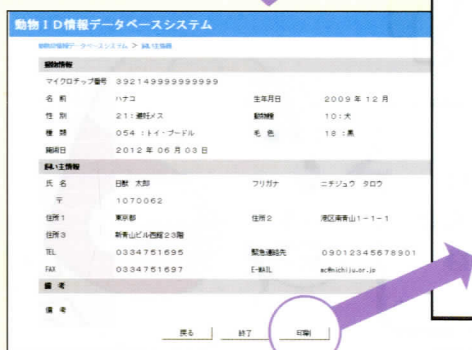 動物ID情報データベースシステム
動物ID情報データベースシステム > 飼い主情報
動物情報
マイクロチップ番号 392149999999999
名 前 ハナコ 生年月日 2009 年 12 月
性 別 21:避妊メス 動物種 10:犬
種 類 054:トイ・プードル 毛 色 18:黒
施術日 2012 年 06 月 03 日
飼い主情報
氏 名 日獣 太郎 フリガナ ニチジュウ タロウ
〒 1070062
住所1 東京都 住所2 港区南青山1-1-1
住所3 新青山ビル西館23階
TEL 0334751695 緊急連絡先 09012345678901
FAX 0334751697 E-MAIL mc@nichiju.or.jp
備 考
備 考
戻る 終了 印刷